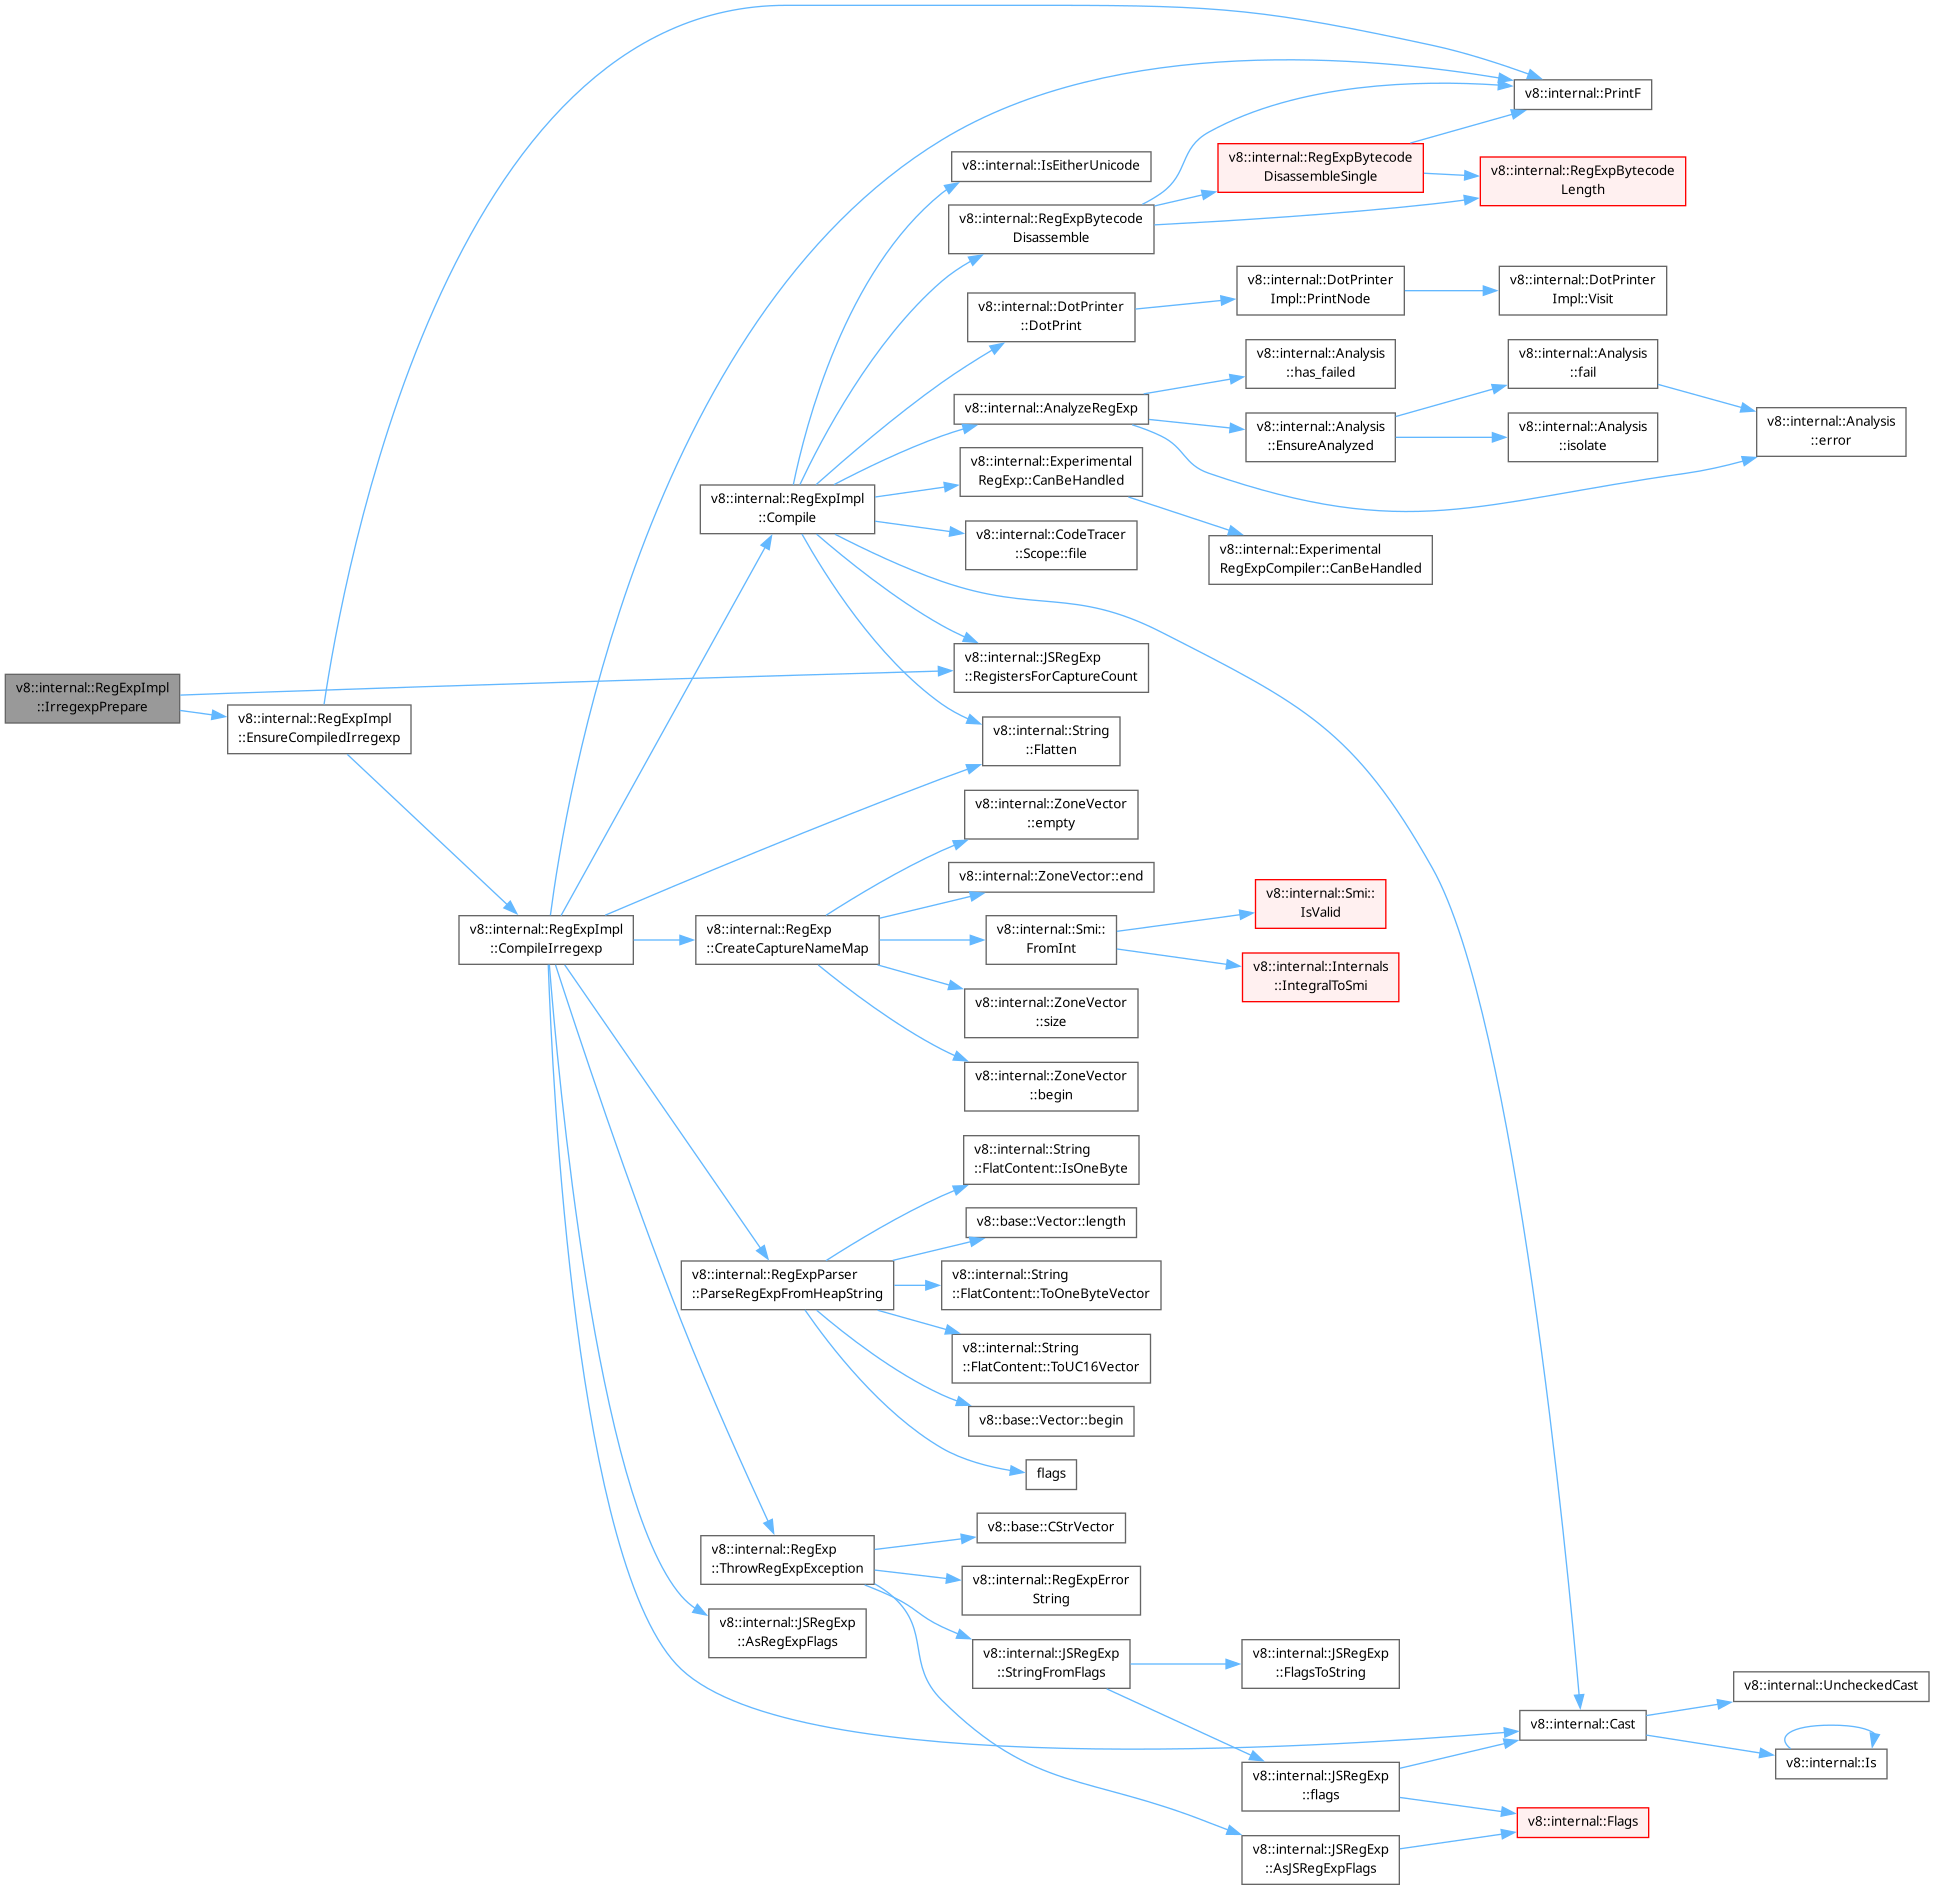 v8::internal::RegExpImpl
::IrregexpPrepare
v8::internal::RegExpImpl
::EnsureCompiledIrregexp
v8::internal::RegExpImpl
::CompileIrregexp
v8::internal::RegExpImpl
::Compile
v8::internal::RegExp
::CreateCaptureNameMap
v8::internal::RegExpParser
::ParseRegExpFromHeapString
v8::internal::RegExp
::ThrowRegExpException
v8::internal::JSRegExp
::AsRegExpFlags
v8::internal::IsEitherUnicode
v8::internal::RegExpBytecode
Disassemble
v8::internal::DotPrinter
::DotPrint
v8::internal::AnalyzeRegExp
v8::internal::Experimental
RegExp::CanBeHandled
v8::internal::CodeTracer
::Scope::file
v8::internal::JSRegExp
::RegistersForCaptureCount
v8::internal::String
::Flatten
v8::internal::ZoneVector
::empty
v8::internal::ZoneVector::end
v8::internal::Smi::
FromInt
v8::internal::ZoneVector
::size
v8::internal::ZoneVector
::begin
v8::internal::String
::FlatContent::IsOneByte
v8::base::Vector::length
v8::internal::String
::FlatContent::ToOneByteVector
v8::internal::String
::FlatContent::ToUC16Vector
v8::base::Vector::begin
flags
v8::base::CStrVector
v8::internal::RegExpError
String
v8::internal::JSRegExp
::StringFromFlags
v8::internal::RegExpBytecode
DisassembleSingle
v8::internal::DotPrinter
Impl::PrintNode
v8::internal::Analysis
::has_failed
v8::internal::Analysis
::EnsureAnalyzed
v8::internal::Experimental
RegExpCompiler::CanBeHandled
v8::internal::Smi::
IsValid
v8::internal::Internals
::IntegralToSmi
v8::internal::JSRegExp
::FlagsToString
v8::internal::JSRegExp
::flags
v8::internal::JSRegExp
::AsJSRegExpFlags
v8::internal::PrintF
v8::internal::RegExpBytecode
Length
v8::internal::DotPrinter
Impl::Visit
v8::internal::Analysis
::fail
v8::internal::Analysis
::isolate
v8::internal::Cast
v8::internal::Flags
v8::internal::Analysis
::error
v8::internal::UncheckedCast
v8::internal::Is